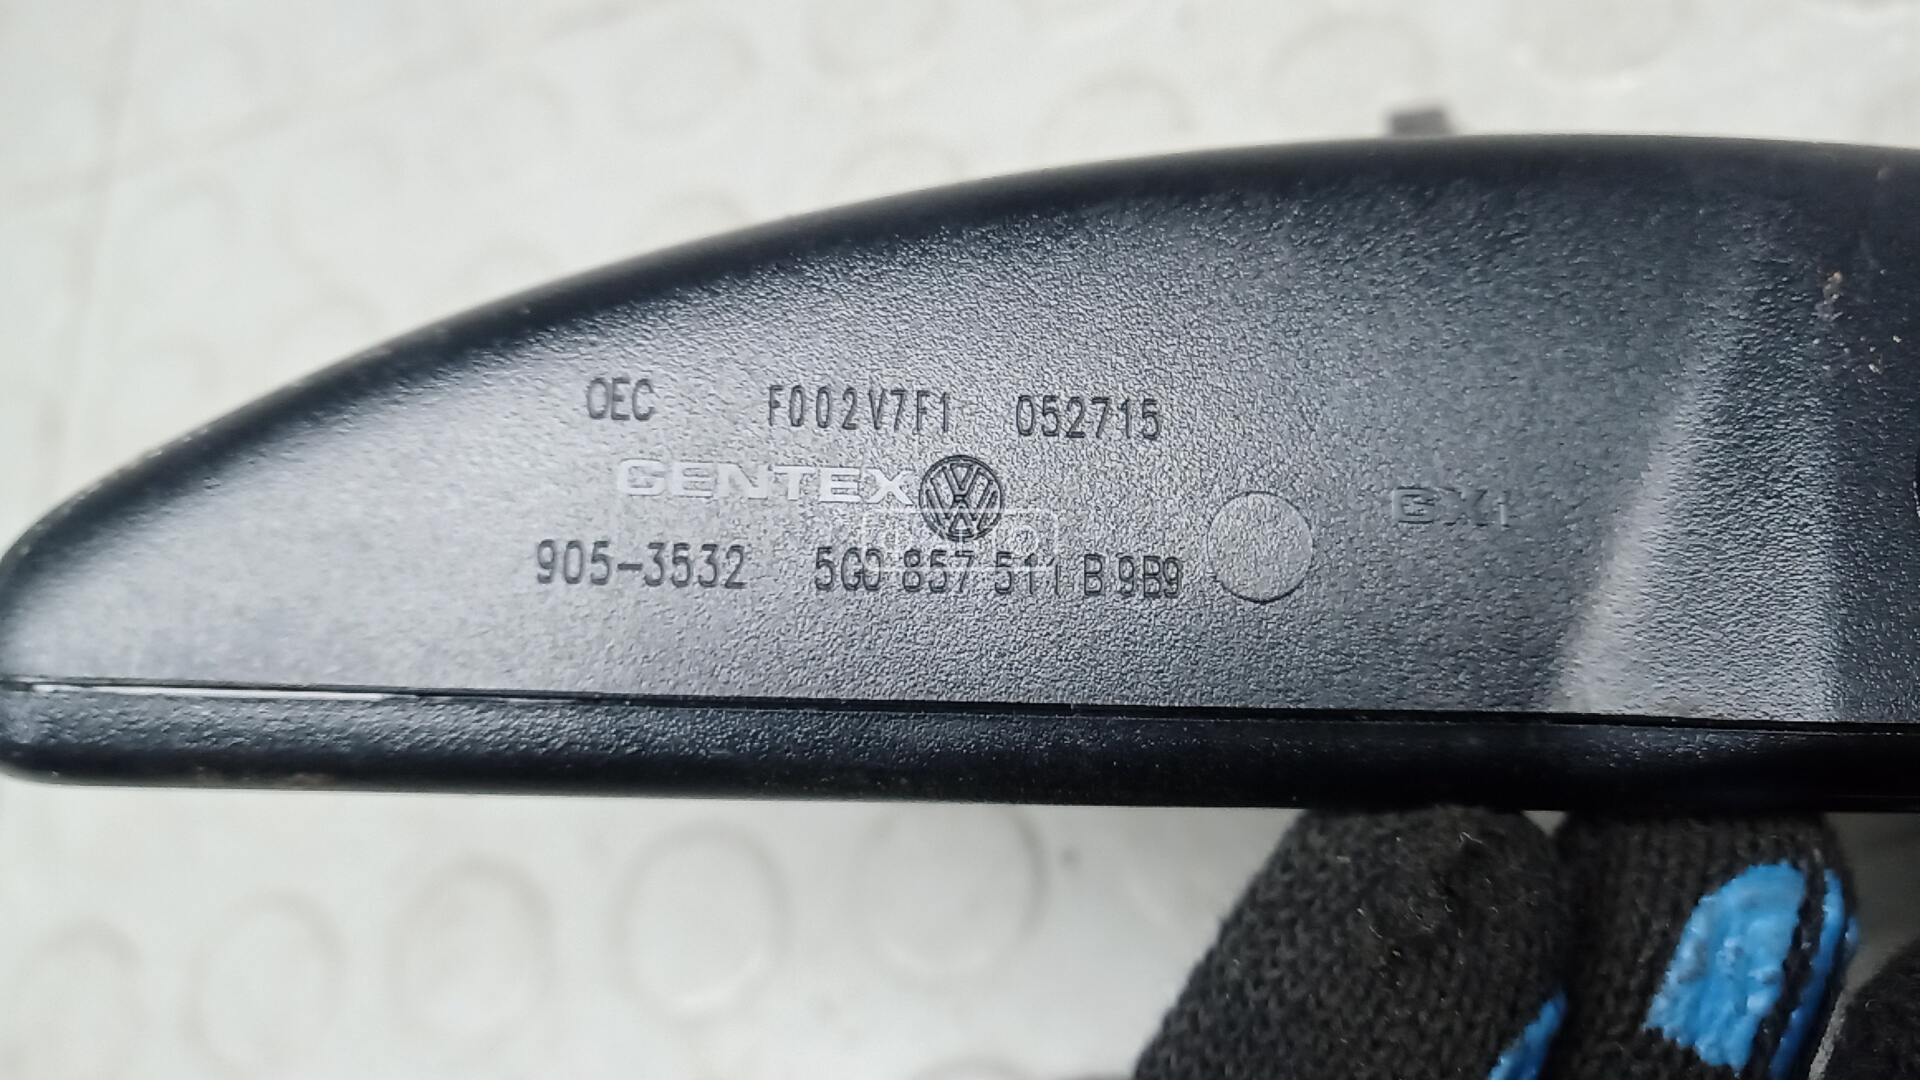 OEC F002V7F1 052715
GENTEX
905-3532 5G0 857 511 B 9B9